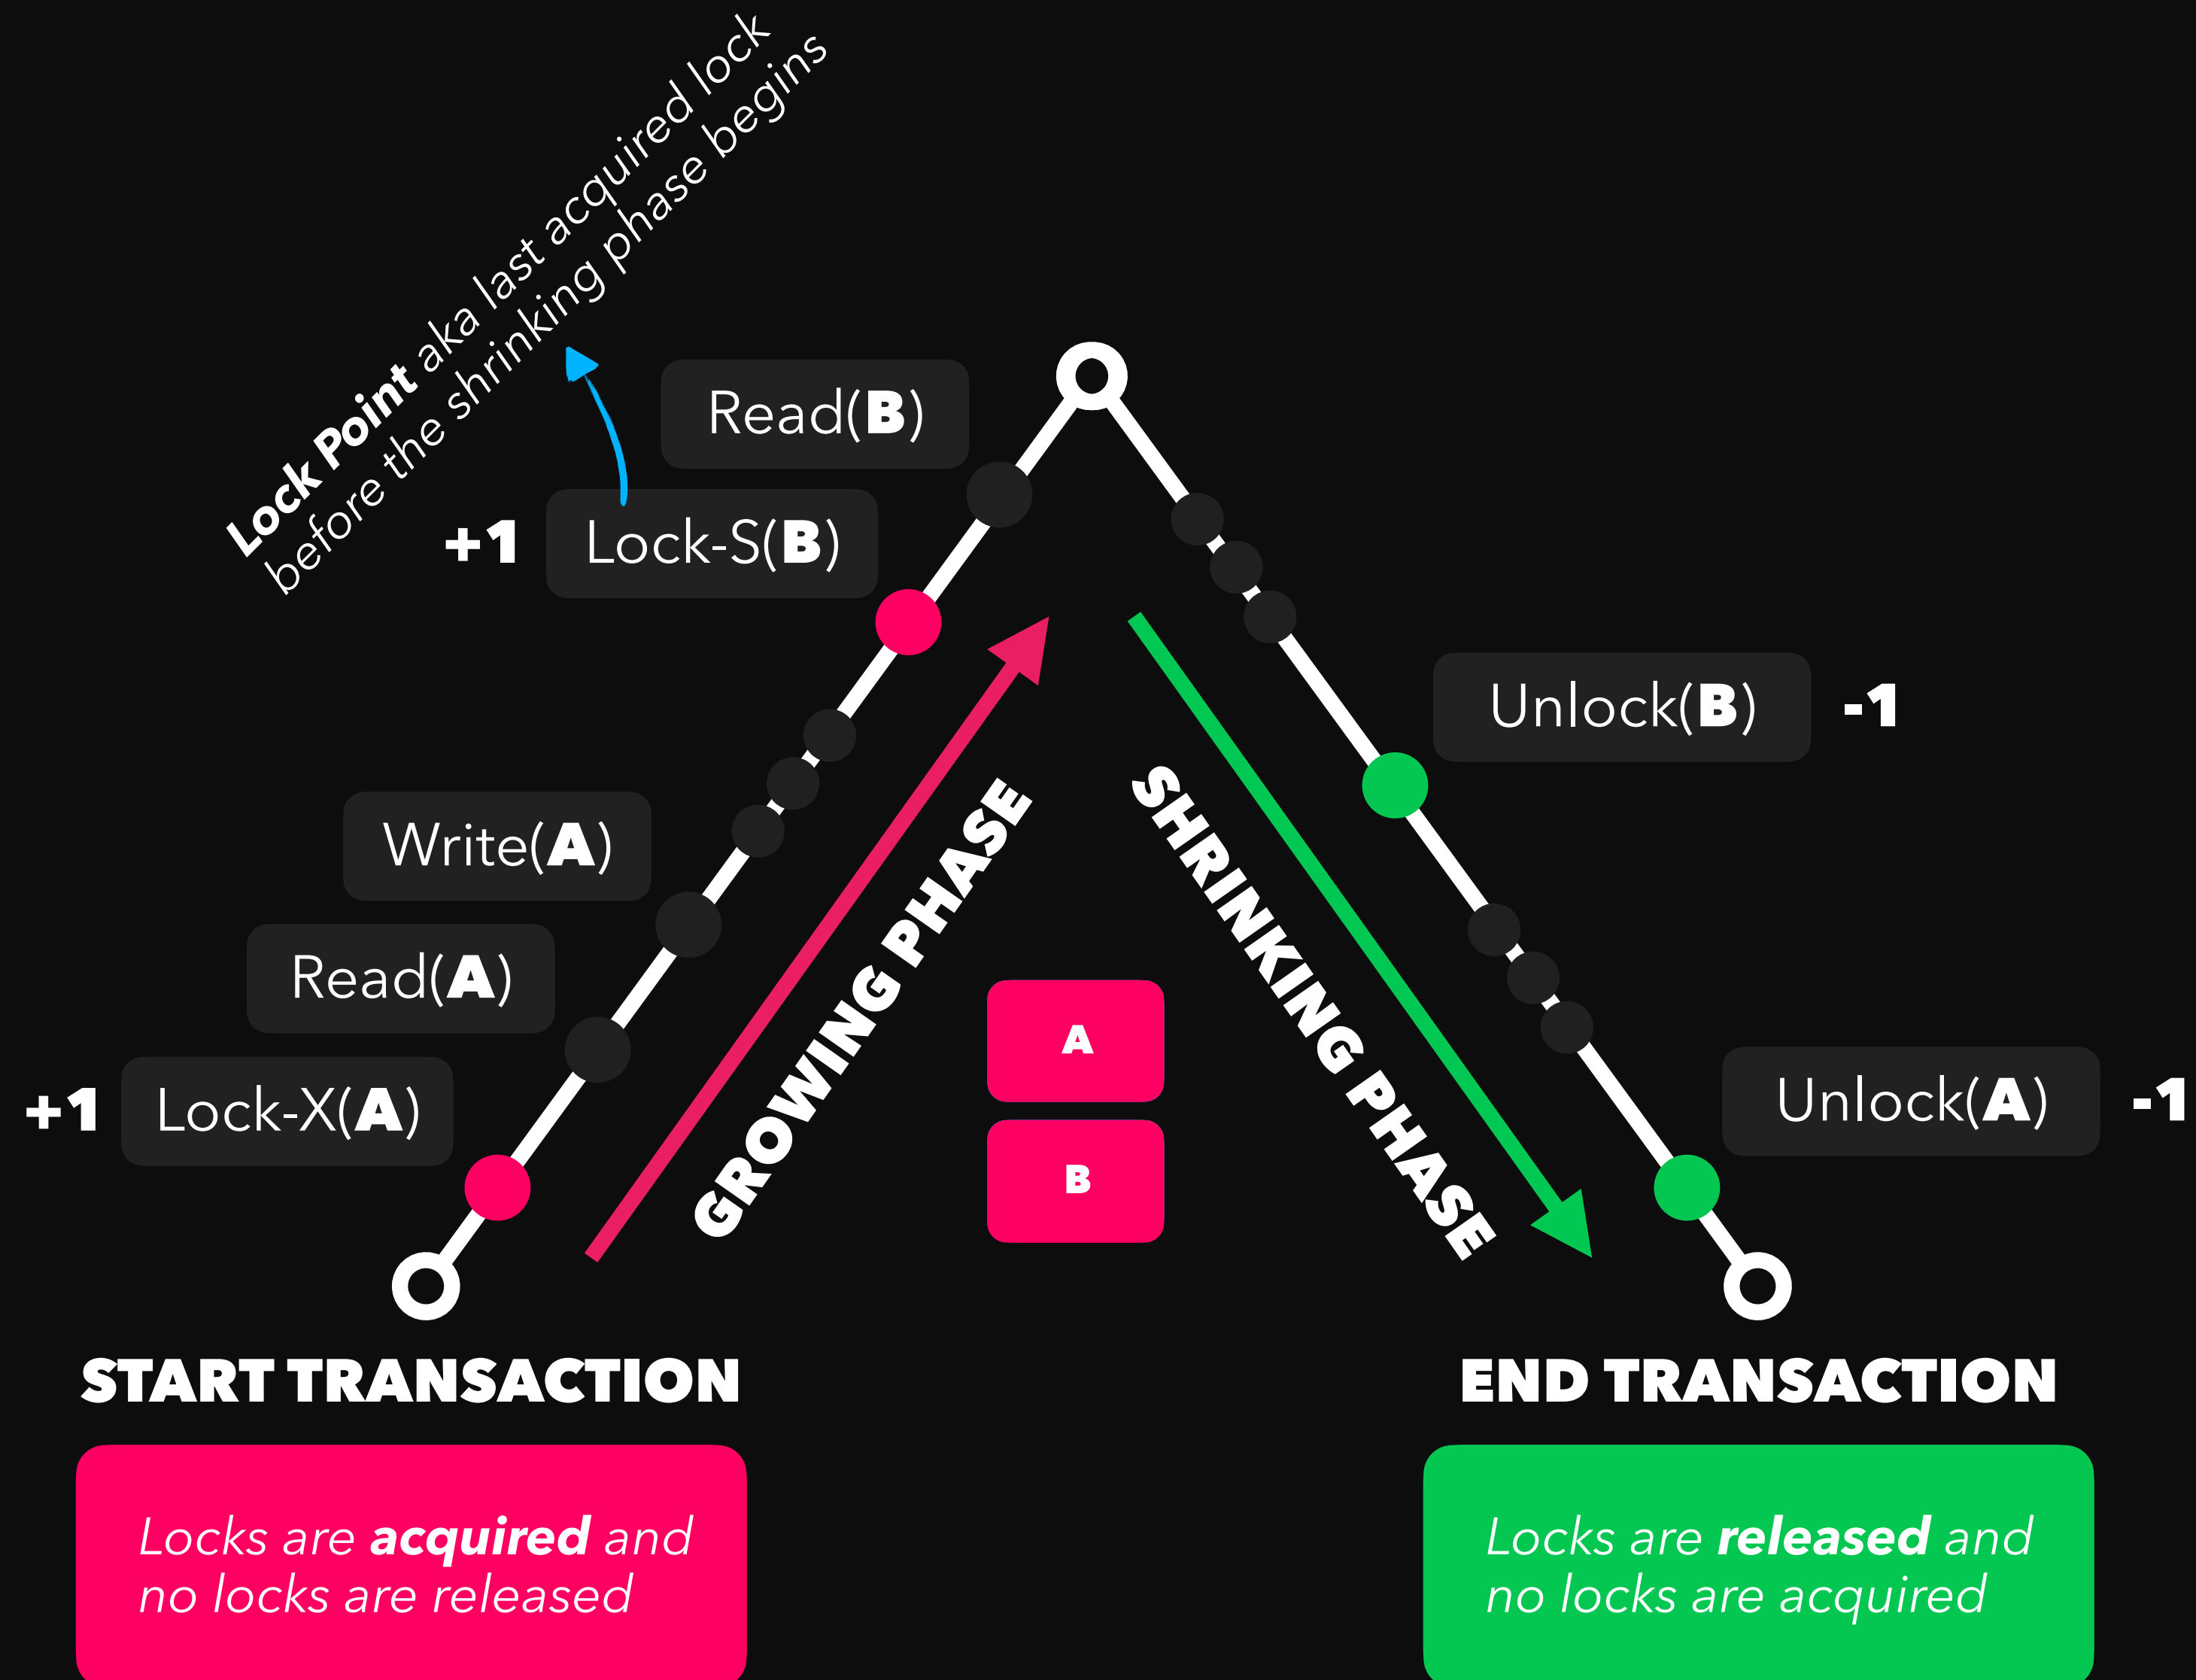 Lock Point aka last acquired lock
before the shrinking phase begins
Read(B)
+1 Lock-S(B)
Unlock(B) -1
Write(A)
Read(A)
+1 Lock-X(A)
GROWING PHASE
SHRINKING PHASE
A
B
Unlock(A) -1
START TRANSACTION
END TRANSACTION
Locks are acquired and
no locks are released
Locks are released and
no locks are acquired